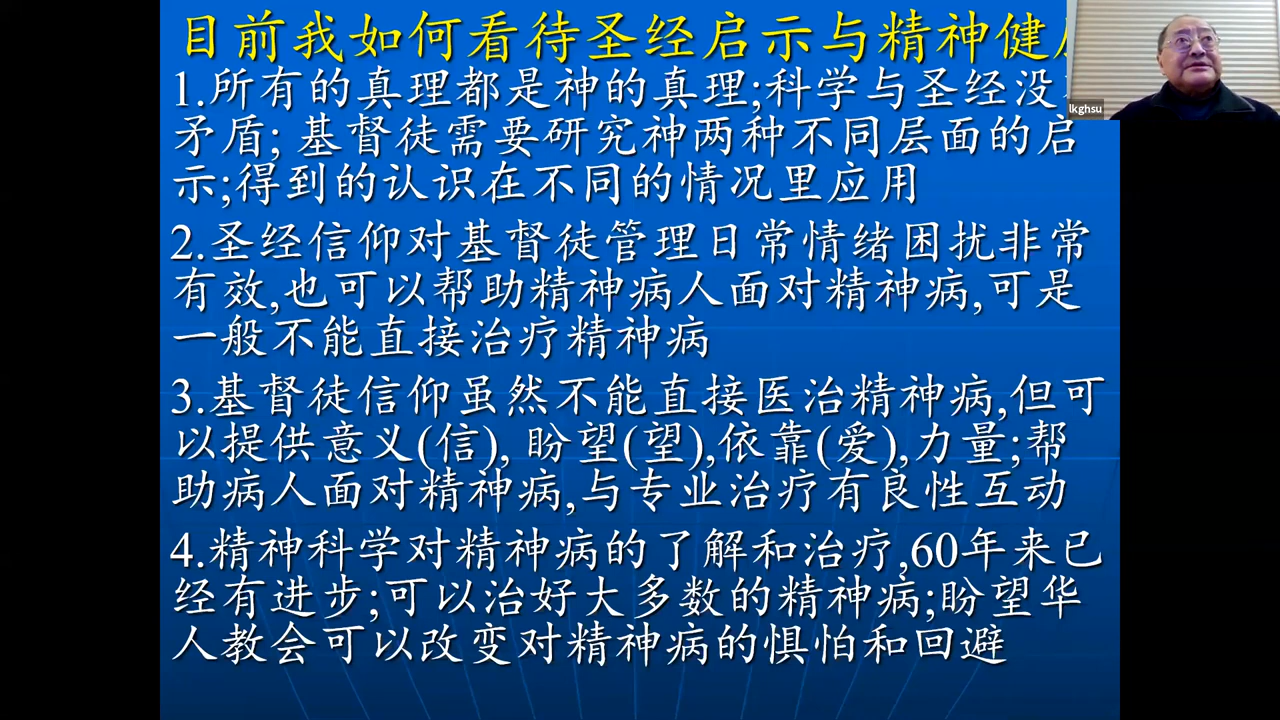 目前我如何看待圣经启示与精神健
1.所有的真理都是神的真理;科学与圣经没
矛盾; 基督徒需要研究神两种不同层面的启
示;得到的认识在不同的情况里应用
2.圣经信仰对基督徒管理日常情绪困扰非常
有效,也可以帮助精神病人面对精神病,可是
一般不能直接治疗精神病
3.基督徒信仰虽然不能直接医治精神病,但可
以提供意义(信), 盼望(望),依靠(爱),力量;帮
助病人面对精神病,与专业治疗有良性互动
4.精神科学对精神病的了解和治疗,60年来已
经有进步;可以治好大多数的精神病;盼望华
人教会可以改变对精神病的惧怕和回避
lkghsu